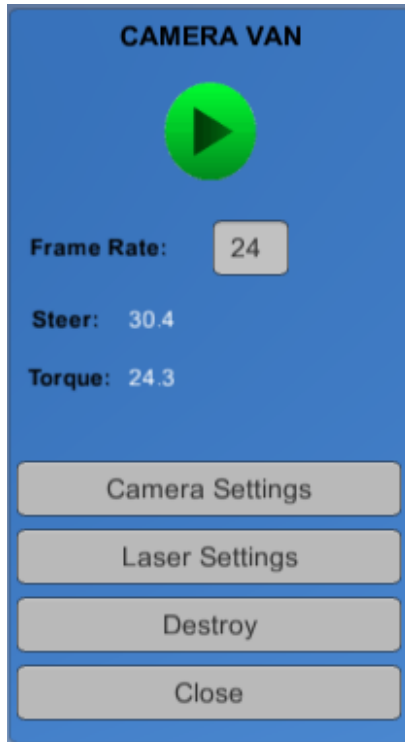 CAMERA VAN
Frame Rate: 24
Steer: 30.4
Torque: 24.3
Camera Settings
Laser Settings
Destroy
Close